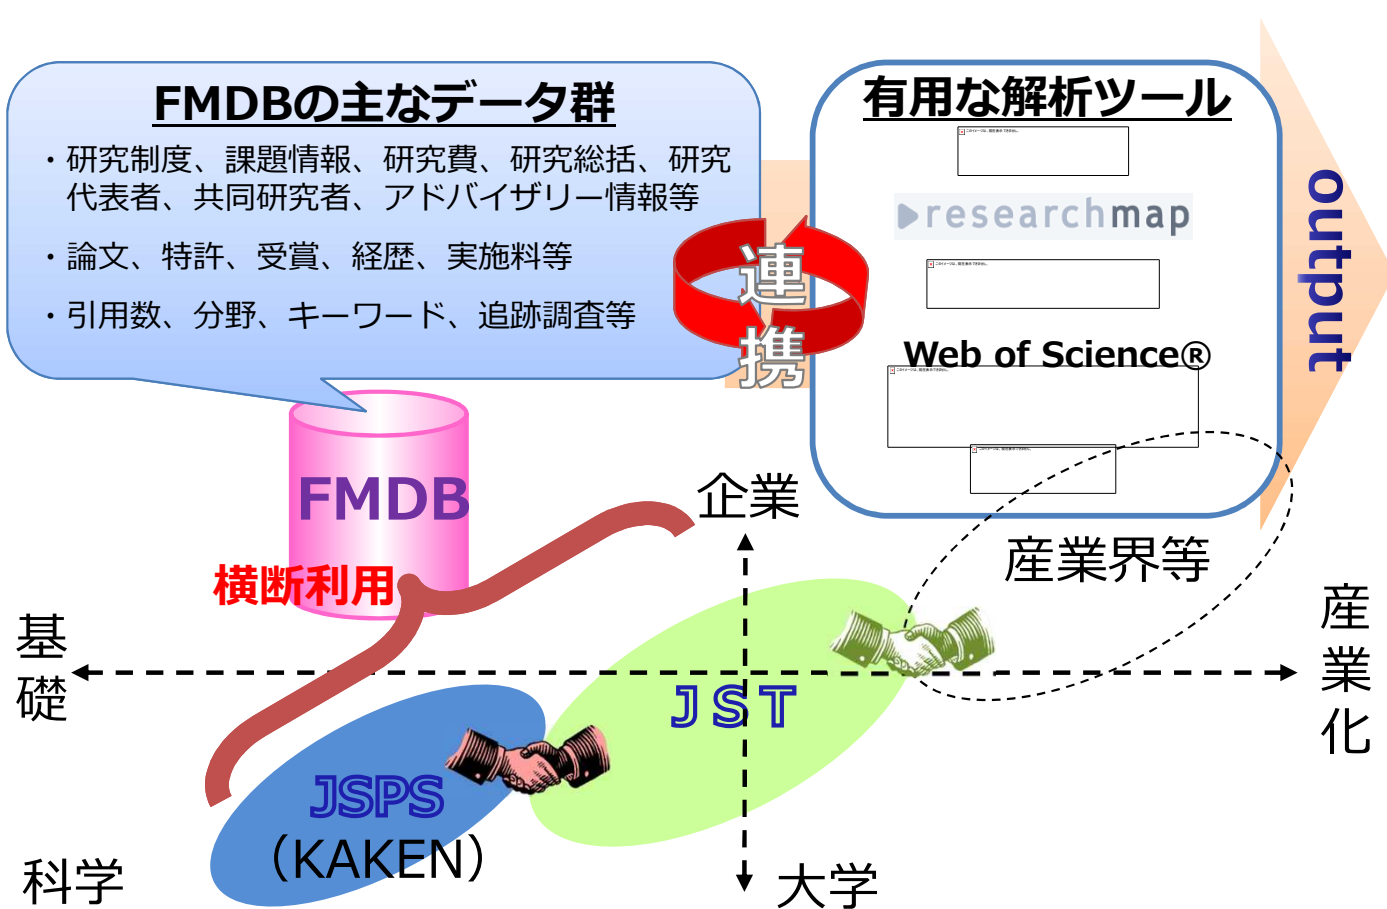 FMDBの主なデータ群
・研究制度、課題情報、研究費、研究総括、研究
代表者、共同研究者、アドバイザリー情報等
・論文、特許、受賞、経歴、実施料等
・引用数、分野、キーワード、追跡調査等
連
携
有用な解析ツール
researchmap
Web of Science®
output
FMDB
横断利用
企業
産業界等
基
礎
産
業
化
JST
JSPS
（KAKEN）
科学
大学